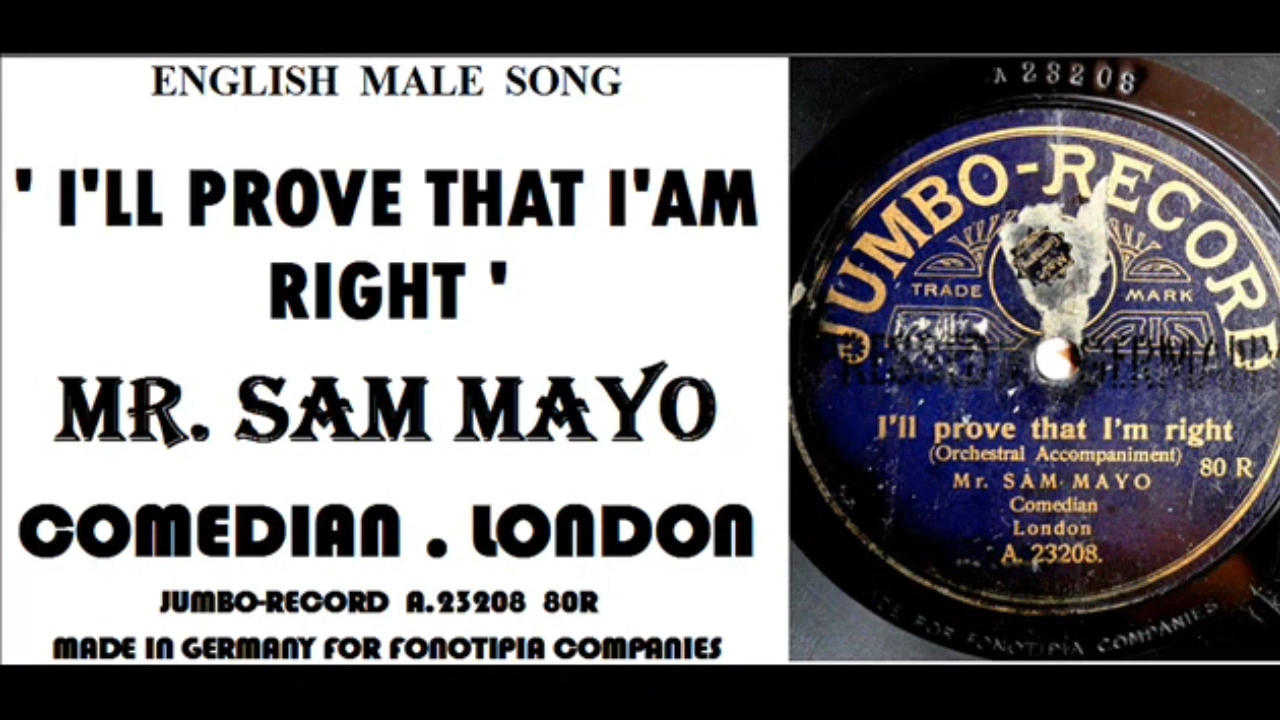 ENGLISH MALE SONG
' I'LL PROVE THAT I'AM
RIGHT '
MR. SAM MAYO
COMEDIAN . LONDON
JUMBO-RECORD A.23208 80R
MADE IN GERMANY FOR FONOTIPIA COMPANIES
A 23208
JUMBO-RECORD
TRADE MARK
I'll prove that I'm right
(Orchestral Accompaniment)
80 R
Mr. SAM MAYO
Comedian
London
A. 23208.
FOR FONOTIPIA COMPANIES